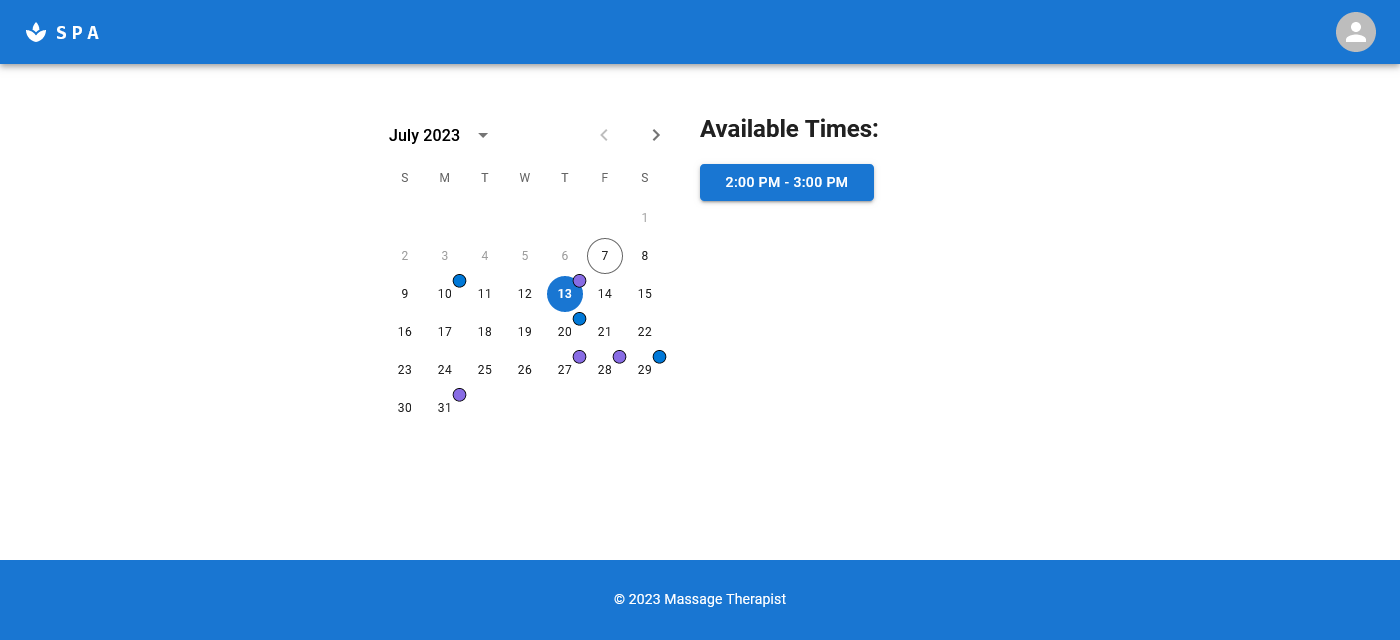 SPA
July 2023
S M T W T F S
1
2 3 4 5 6 7 8
9 10 11 12 13 14 15
16 17 18 19 20 21 22
23 24 25 26 27 28 29
30 31
Available Times:
2:00 PM - 3:00 PM
© 2023 Massage Therapist